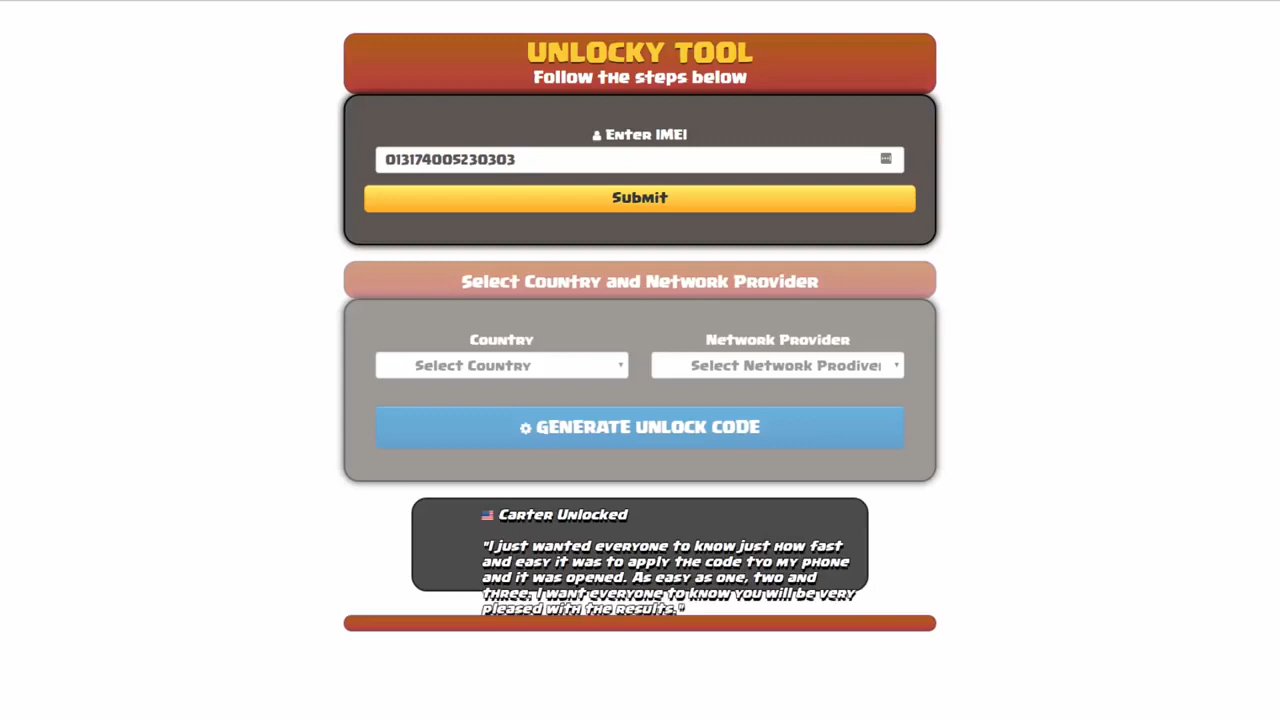 UNLOCKY TOOL
Follow the steps below
Enter IMEI
013174005230303
Submit
Select Country and Network Provider
Country
Network Provider
Select Country
Select Network Prodiver
GENERATE UNLOCK CODE
Carter Unlocked
"I just wanted everyone to know just how fast
and easy it was to apply the code tyo my phone
and it was opened. As easy as one, two and
three. I want everyone to know you will be very
pleased with the results."